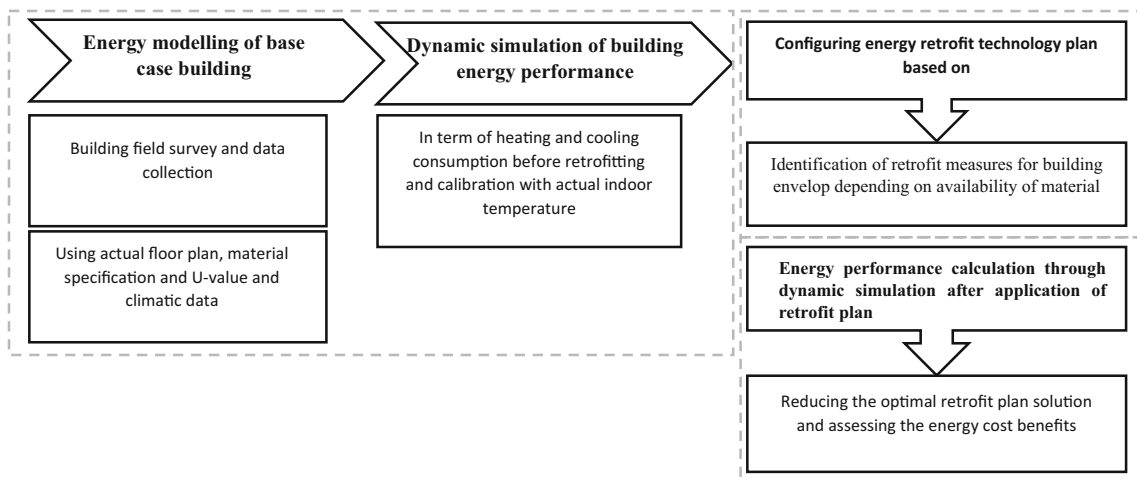 Energy modelling of base
case building
Building field survey and data
collection
Using actual floor plan, material
specification and U-value and
climatic data
Dynamic simulation of building
energy performance
In term of heating and cooling
consumption before retrofitting
and calibration with actual indoor
temperature
Configuring energy retrofit technology plan
based on
Identification of retrofit measures for building
envelop depending on availability of material
Energy performance calculation through
dynamic simulation after application of
retrofit plan
Reducing the optimal retrofit plan solution
and assessing the energy cost benefits